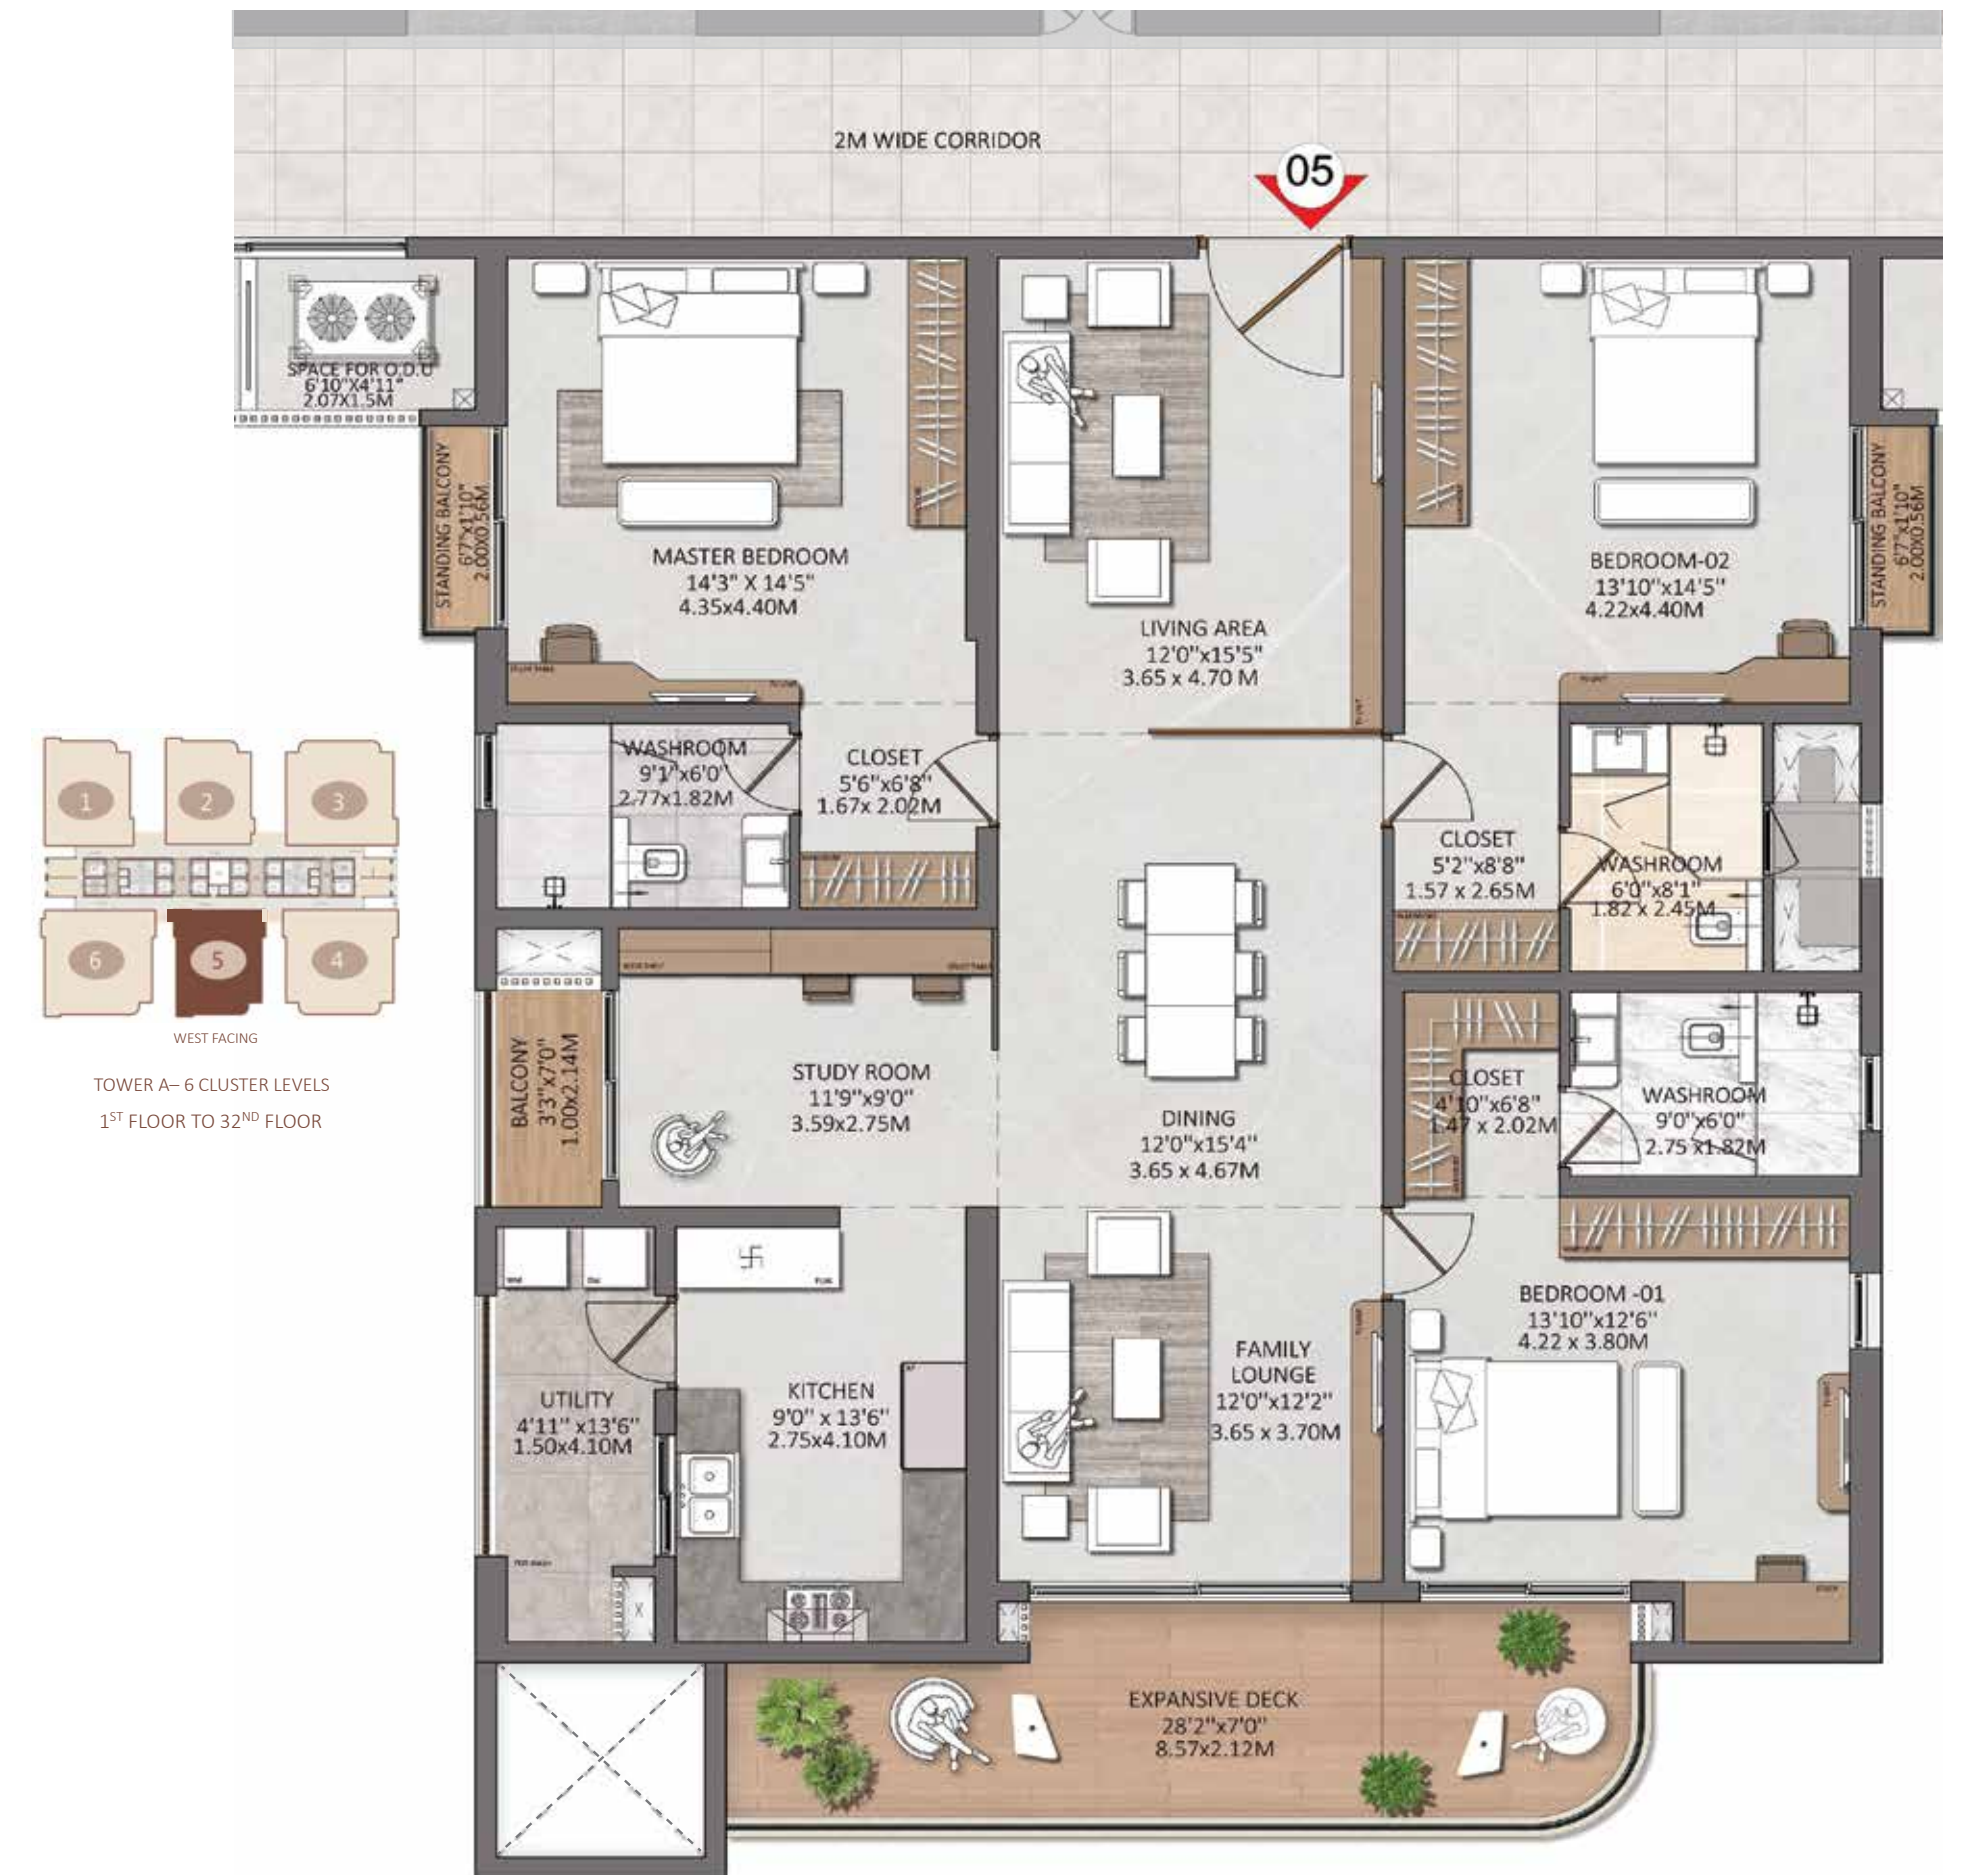 2M WIDE CORRIDOR
05
SPACE FOR O.D.U
6'10"X4'11"
2.07X1.5M
STANDING BALCONY
6'7"x1'10"
2.00X0.56M
MASTER BEDROOM
14'3" X 14'5"
4.35x4.40M
LIVING AREA
12'0"x15'5"
3.65 x 4.70 M
BEDROOM-02
13'10"x14'5"
4.22x4.40M
STANDING BALCONY
6'7"x1'10"
2.00X0.56M
STUDY TABLE
TV UNIT
TV UNIT
TV UNIT
WASHROOM
9'1"x6'0"
2.77x1.82M
CLOSET
5'6"x6'8"
1.67x 2.02M
CLOSET
5'2"x8'8"
1.57 x 2.65M
WASHROOM
6'0"x8'1"
1.82 x 2.45M
1
2
3
6
5
4
WEST FACING
TOWER A– 6 CLUSTER LEVELS
1ST FLOOR TO 32ND FLOOR
BALCONY
3'3"x7'0"
1.00x2.14M
STUDY ROOM
11'9"x9'0"
3.59x2.75M
DINING
12'0"x15'4"
3.65 x 4.67M
CLOSET
4'10"x6'8"
1.47 x 2.02M
WASHROOM
9'0"x6'0"
2.75 x1.82M
UTILITY
4'11" x13'6"
1.50x4.10M
KITCHEN
9'0" x 13'6"
2.75x4.10M
FAMILY
LOUNGE
12'0"x12'2"
3.65 x 3.70M
BEDROOM -01
13'10"x12'6"
4.22 x 3.80M
EXPANSIVE DECK
28'2"x7'0"
8.57x2.12M